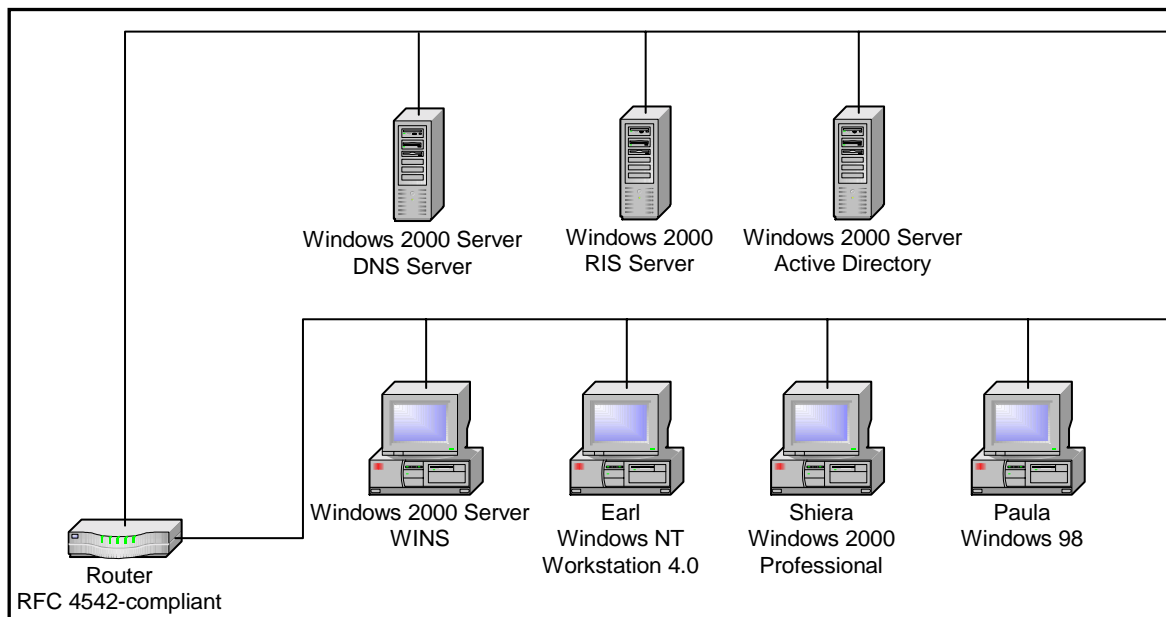 Windows 2000 Server
DNS Server
Windows 2000
RIS Server
Windows 2000 Server
Active Directory
Windows 2000 Server
WINS
Earl
Windows NT
Workstation 4.0
Shiera
Windows 2000
Professional
Paula
Windows 98
Router
RFC 4542-compliant